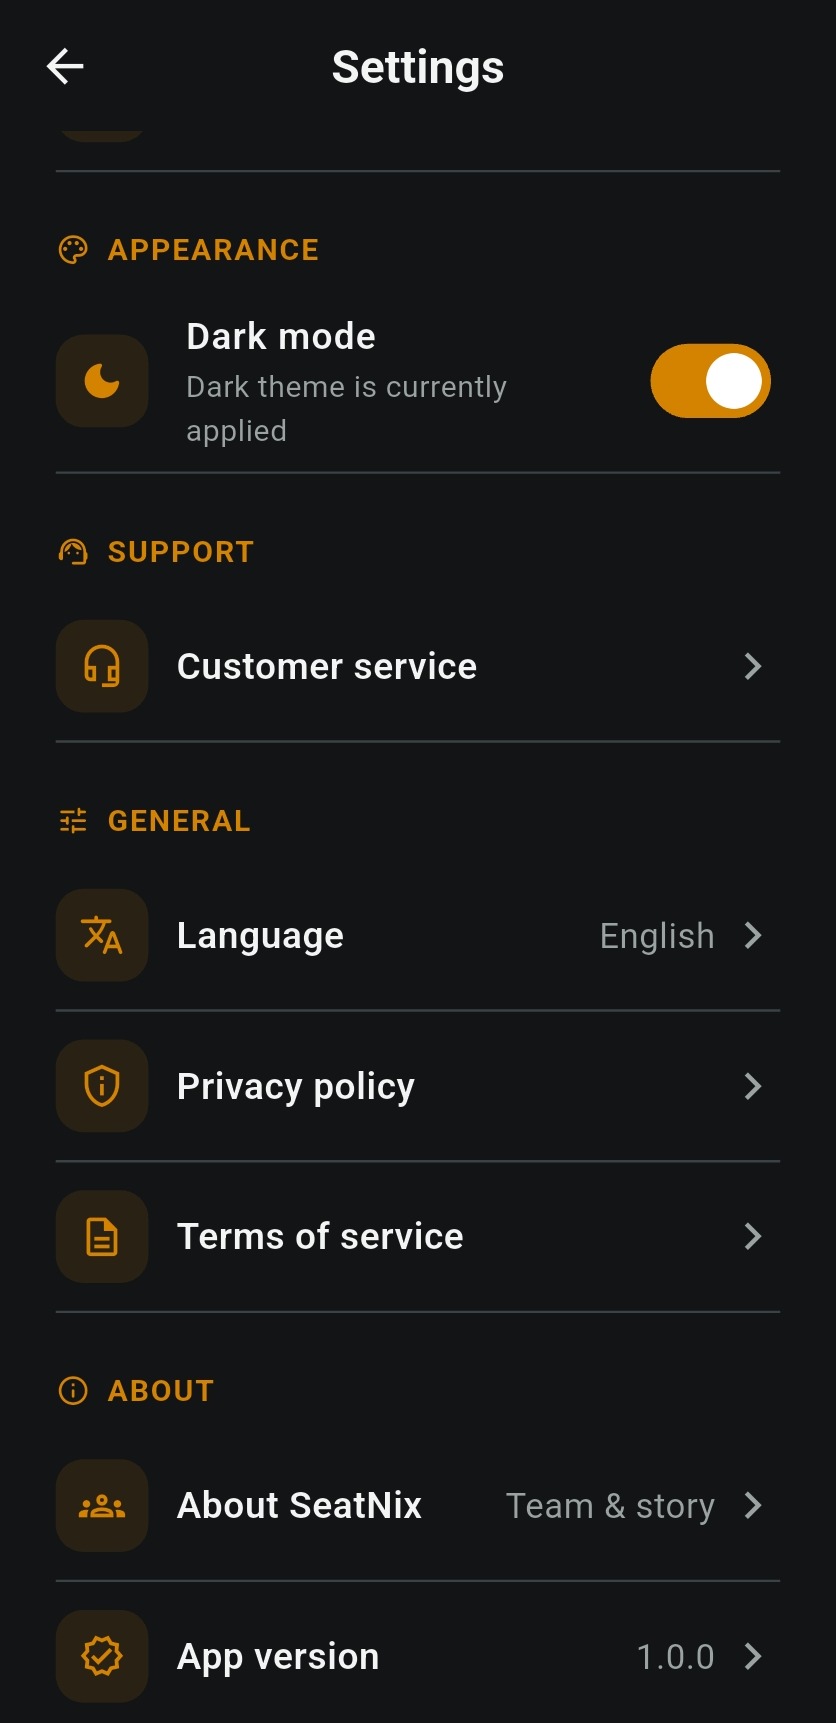 Settings
APPEARANCE
Dark mode
Dark theme is currently
applied
SUPPORT
Customer service
GENERAL
Language English
Privacy policy
Terms of service
ABOUT
About SeatNix Team & story
App version 1.0.0